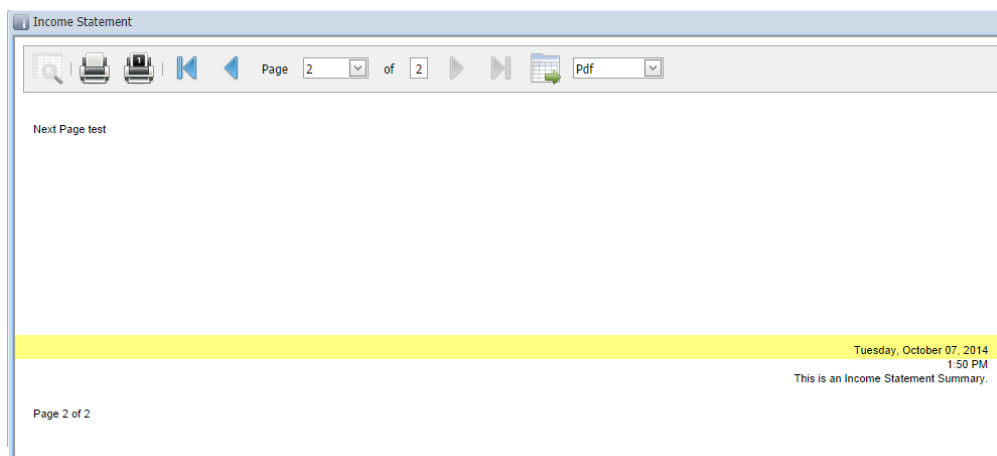 Income Statement
Page 2 of 2 Pdf
Next Page test
Tuesday, October 07, 2014
1:50 PM
This is an Income Statement Summary.
Page 2 of 2